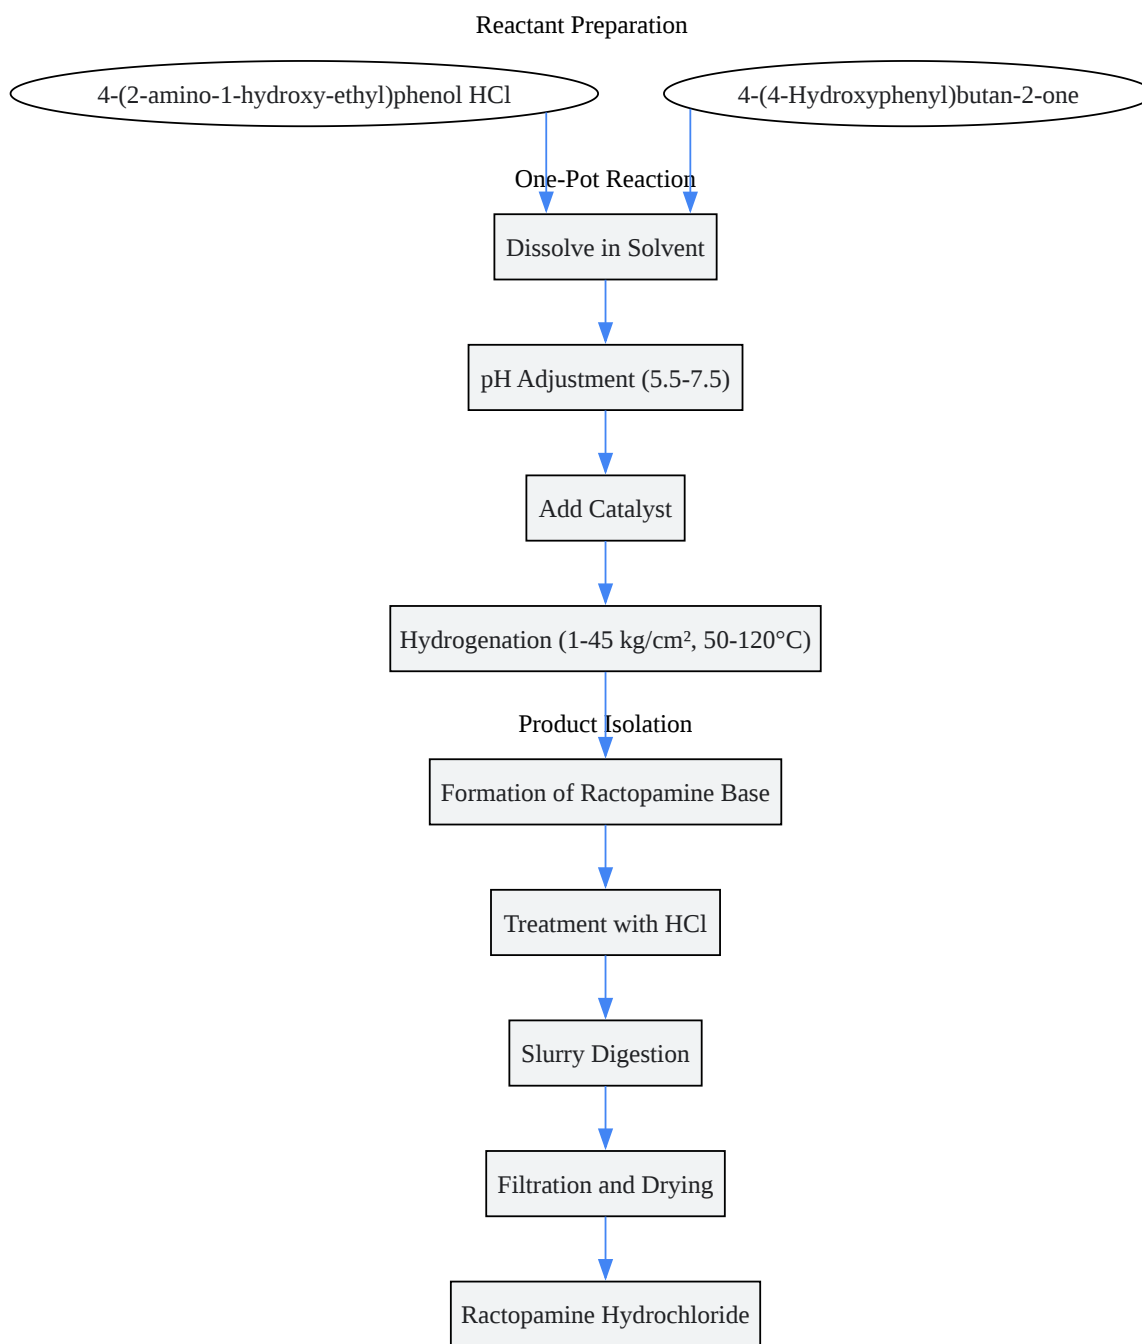 Reactant Preparation
4-(2-amino-1-hydroxy-ethyl)phenol HCl
4-(4-Hydroxyphenyl)butan-2-one
One-Pot Reaction
Dissolve in Solvent
pH Adjustment (5.5-7.5)
Add Catalyst
Hydrogenation (1-45 kg/cm², 50-120°C)
Product Isolation
Formation of Ractopamine Base
Treatment with HCl
Slurry Digestion
Filtration and Drying
Ractopamine Hydrochloride